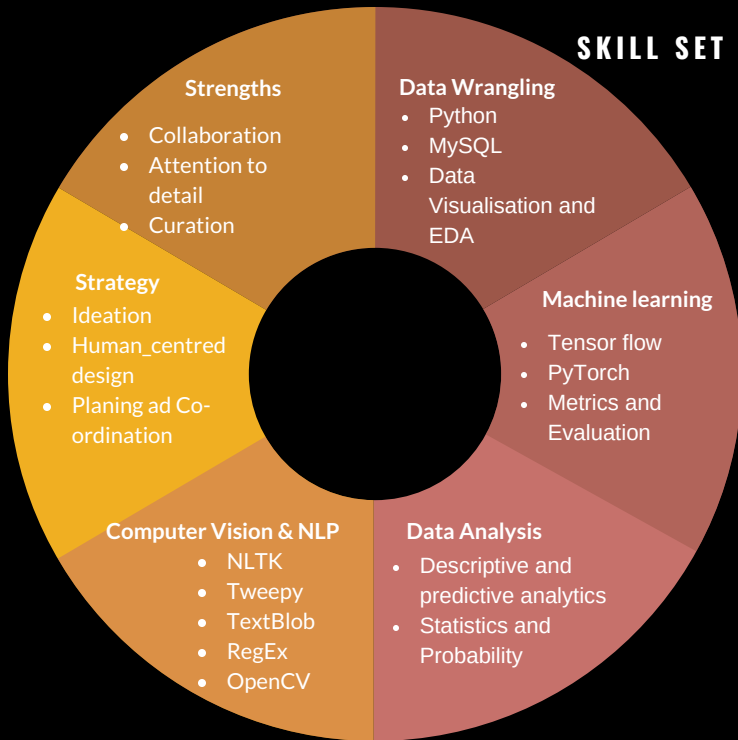 SKILL SET
Strengths
Collaboration
Attention to
detail
Curation
Data Wrangling
Python
MySQL
Data
Visualisation and
EDA
Strategy
Ideation
Human_centred
design
Planing ad Co-
ordination
Machine learning
Tensor flow
PyTorch
Metrics and
Evaluation
Computer Vision & NLP
NLTK
Tweepy
TextBlob
RegEx
OpenCV
Data Analysis
Descriptive and
predictive analytics
Statistics and
Probability